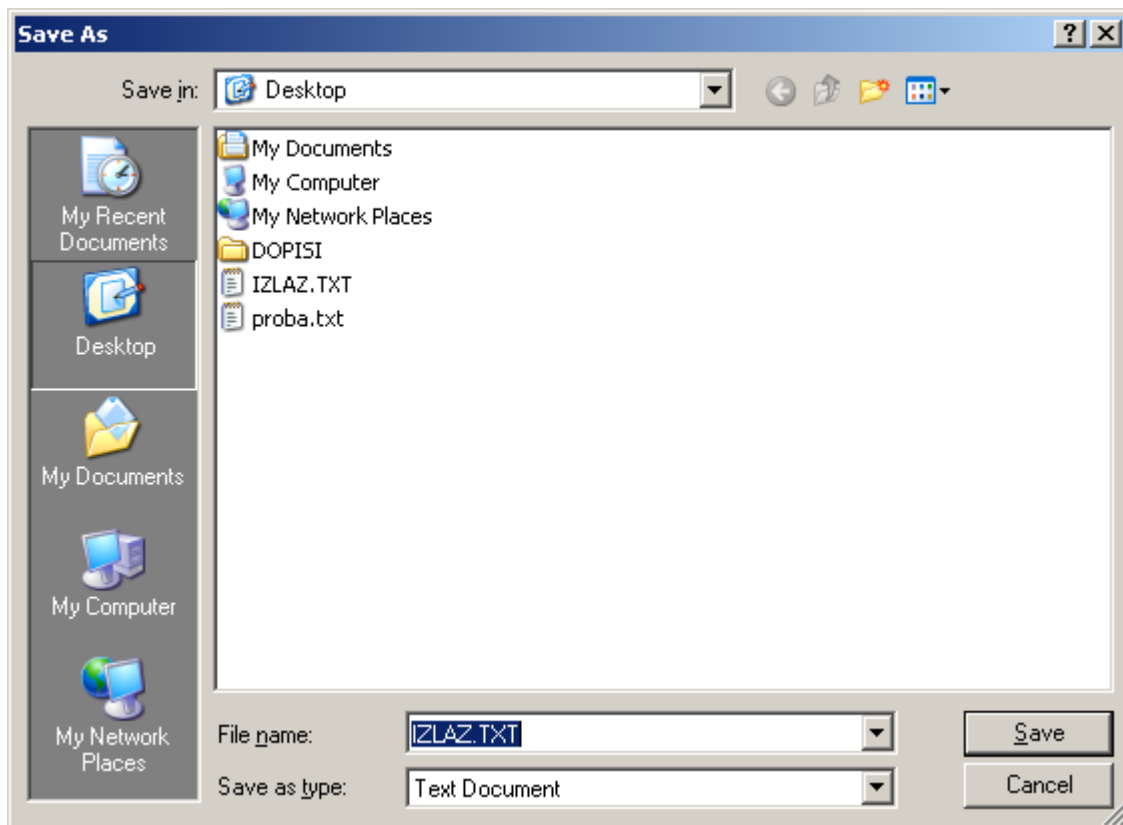 Save As
Save in:
Desktop
My Recent
Documents
Desktop
My Documents
My Computer
My Network
Places
My Documents
My Computer
My Network Places
DOPISI
IZLAZ.TXT
proba.txt
File name:
IZLAZ.TXT
Save
Save as type:
Text Document
Cancel